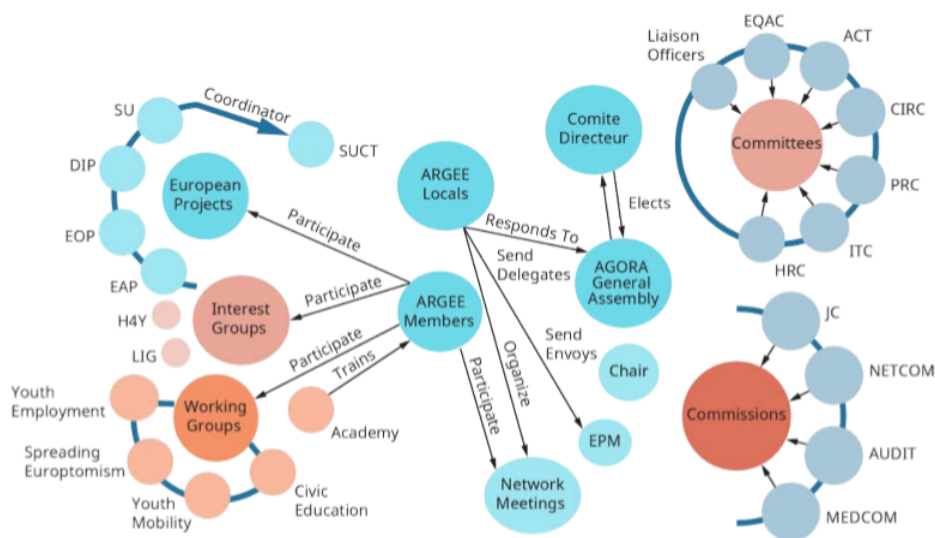 SU
Coordinator
SUCT
DIP
European
Projects
EOP
EAP
H4Y
Interest
Groups
LIG
Youth
Employment
Working
Groups
Spreading
Europtomism
Youth
Mobility
Civic
Education
Academy
Participate
Participate
Participate
Trains
ARGEE
Locals
ARGEE
Members
Participate
Organize
Responds To
Send
Delegates
Send
Envoys
Comite
Directeur
Elects
AGORA
General
Assembly
Chair
EPM
Network
Meetings
Liaison
Officers
EQAC
ACT
CIRC
PRC
ITC
HRC
Committees
JC
NETCOM
AUDIT
MEDCOM
Commissions